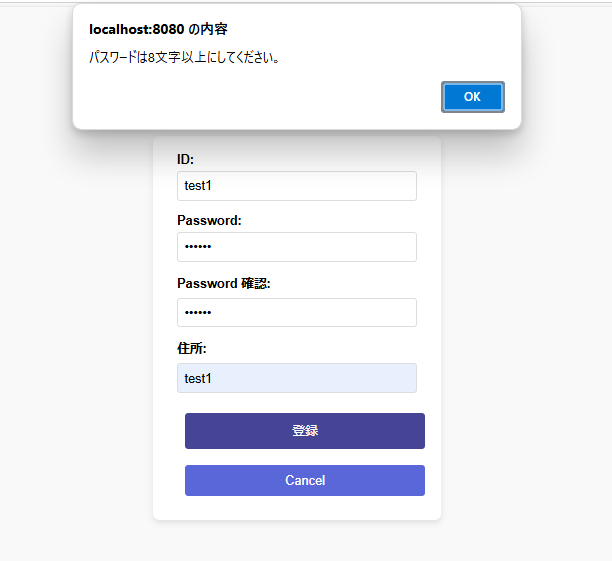 localhost:8080 の内容
パスワードは8文字以上にしてください。
OK
ID:
test1
Password:
••••••
Password 確認:
••••••
住所:
test1
登録
Cancel